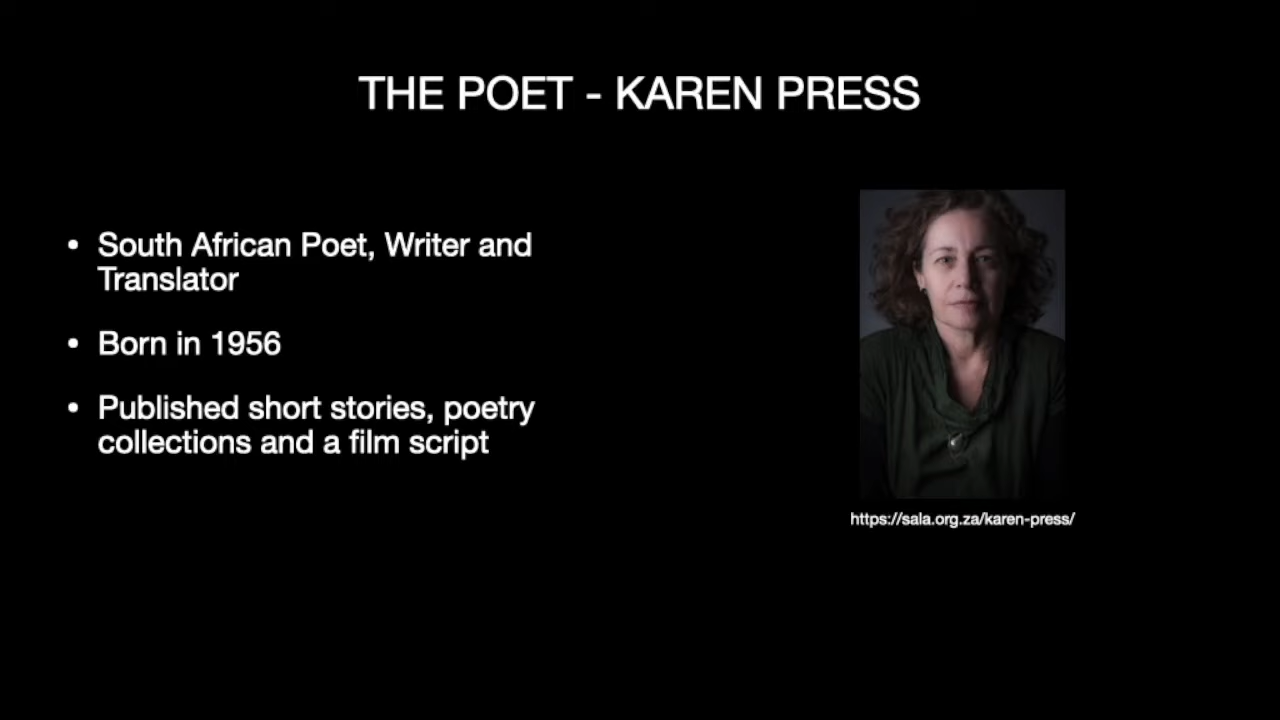 THE POET - KAREN PRESS
• South African Poet, Writer and
Translator
• Born in 1956
• Published short stories, poetry
collections and a film script
https://sala.org.za/karen-press/